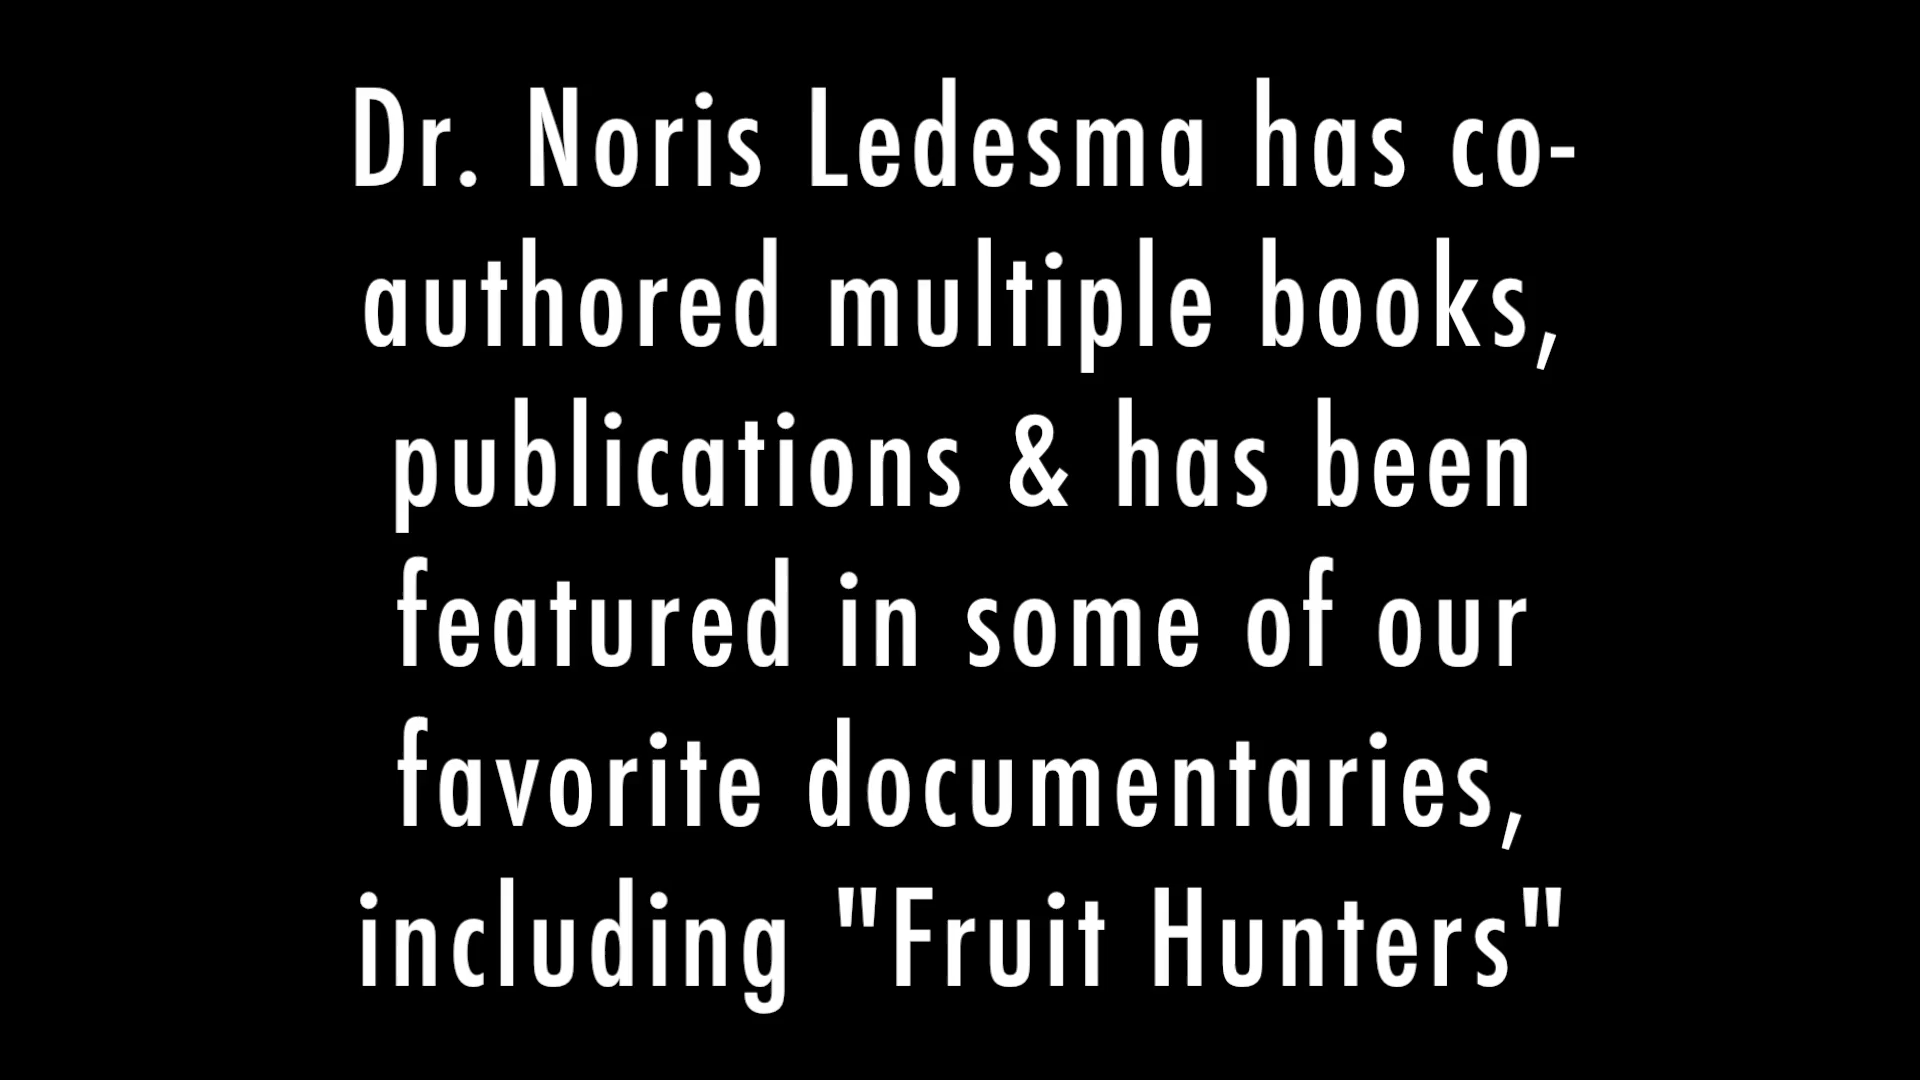 Dr. Noris Ledesma has co-
authored multiple books,
publications & has been
featured in some of our
favorite documentaries,
including "Fruit Hunters"